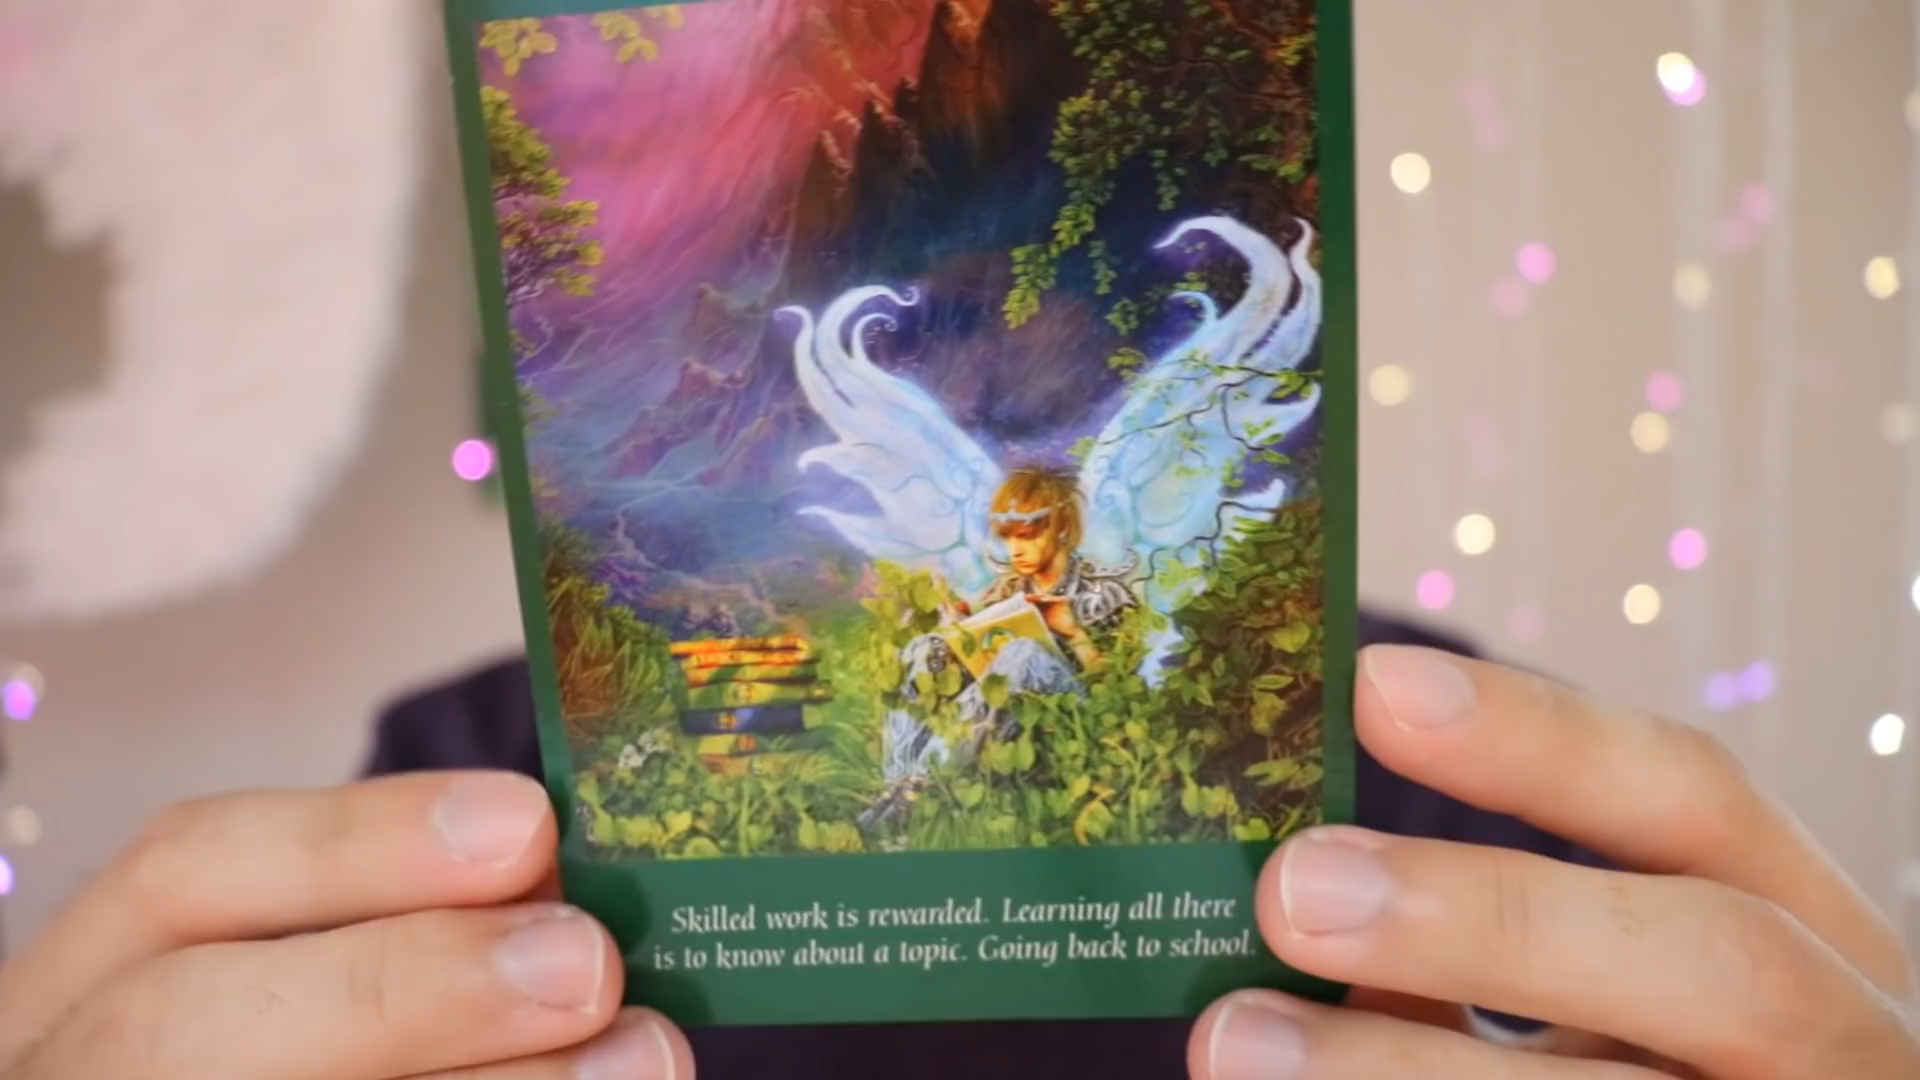 Skilled work is rewarded. Learning all there
is to know about a topic. Going back to school.